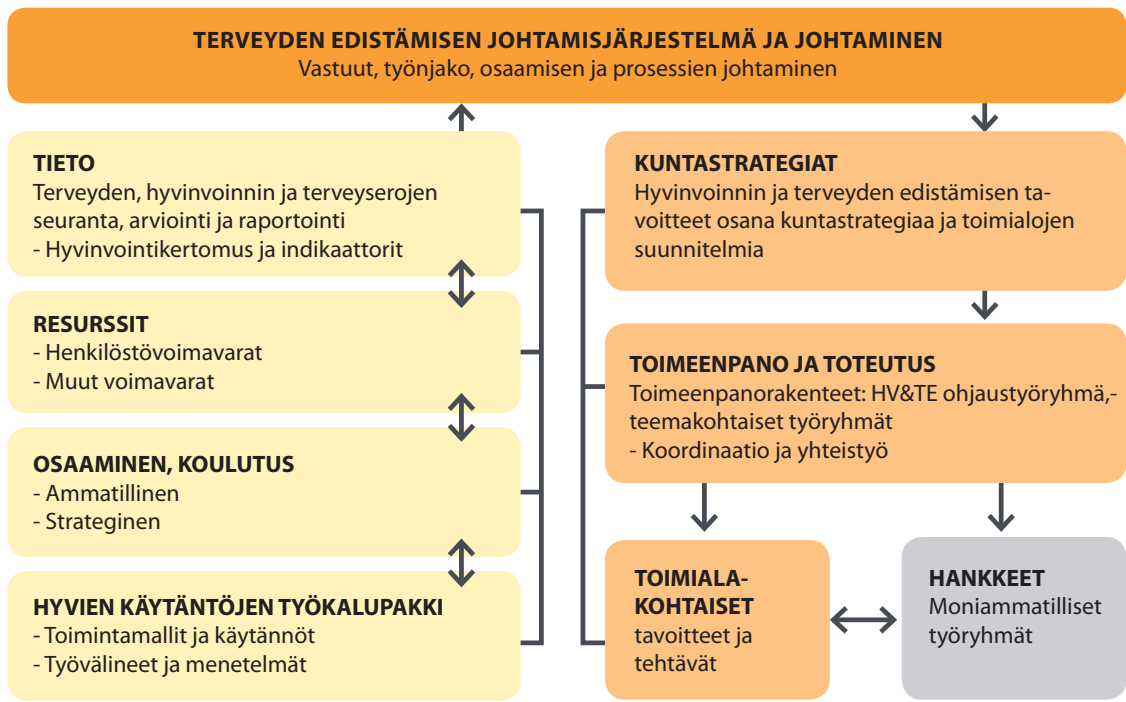 TERVEYDEN EDISTÄMISEN JOHTAMISJÄRJESTELMÄ JA JOHTAMINEN
Vastuut, työnjako, osaamisen ja prosessien johtaminen
TIETO
Terveyden, hyvinvoinnin ja terveyserojen
seuranta, arviointi ja raportointi
- Hyvinvointikertomus ja indikaattorit
RESURSSIT
- Henkilöstövoimavarat
- Muut voimavarat
OSAAMINEN, KOULUTUS
- Ammatillinen
- Strateginen
HYVIEN KÄYTÄNTÖJEN TYÖKALUPAKKI
- Toimintamallit ja käytännöt
- Työvälineet ja menetelmät
KUNTASTRATEGIAT
Hyvinvoinnin ja terveyden edistämisen ta-
voitteet osana kuntastrategiaa ja toimialojen
suunnitelmia
TOIMEENPANO JA TOTEUTUS
Toimeenpanorakenteet: HV&TE ohjaustyöryhmä,-
teemakohtaiset työryhmät
- Koordinaatio ja yhteistyö
TOIMIALA-
KOHTAISET
tavoitteet ja
tehtävät
HANKKEET
Moniammatilliset
työryhmät